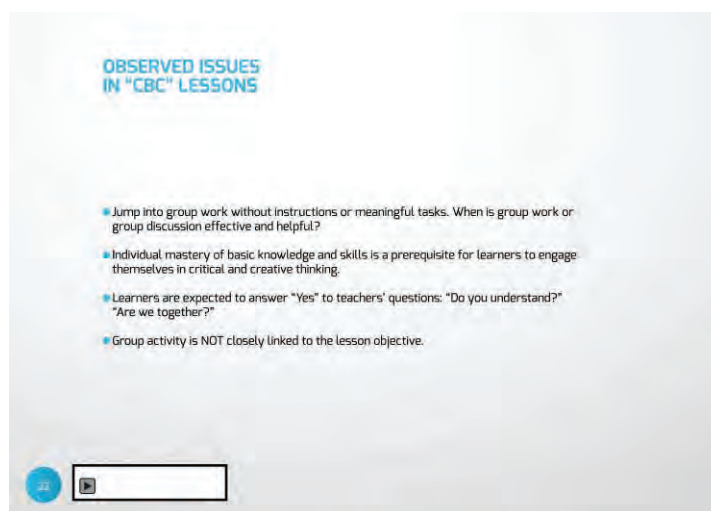 OBSERVED ISSUES
IN "CBC" LESSONS
Jump into group work without instructions or meaningful tasks. When is group work or
group discussion effective and helpful?
Individual mastery of basic knowledge and skills is a prerequisite for learners to engage
themselves in critical and creative thinking.
Learners are expected to answer "Yes" to teachers' questions: "Do you understand?"
"Are we together?"
Group activity is NOT closely linked to the lesson objective.